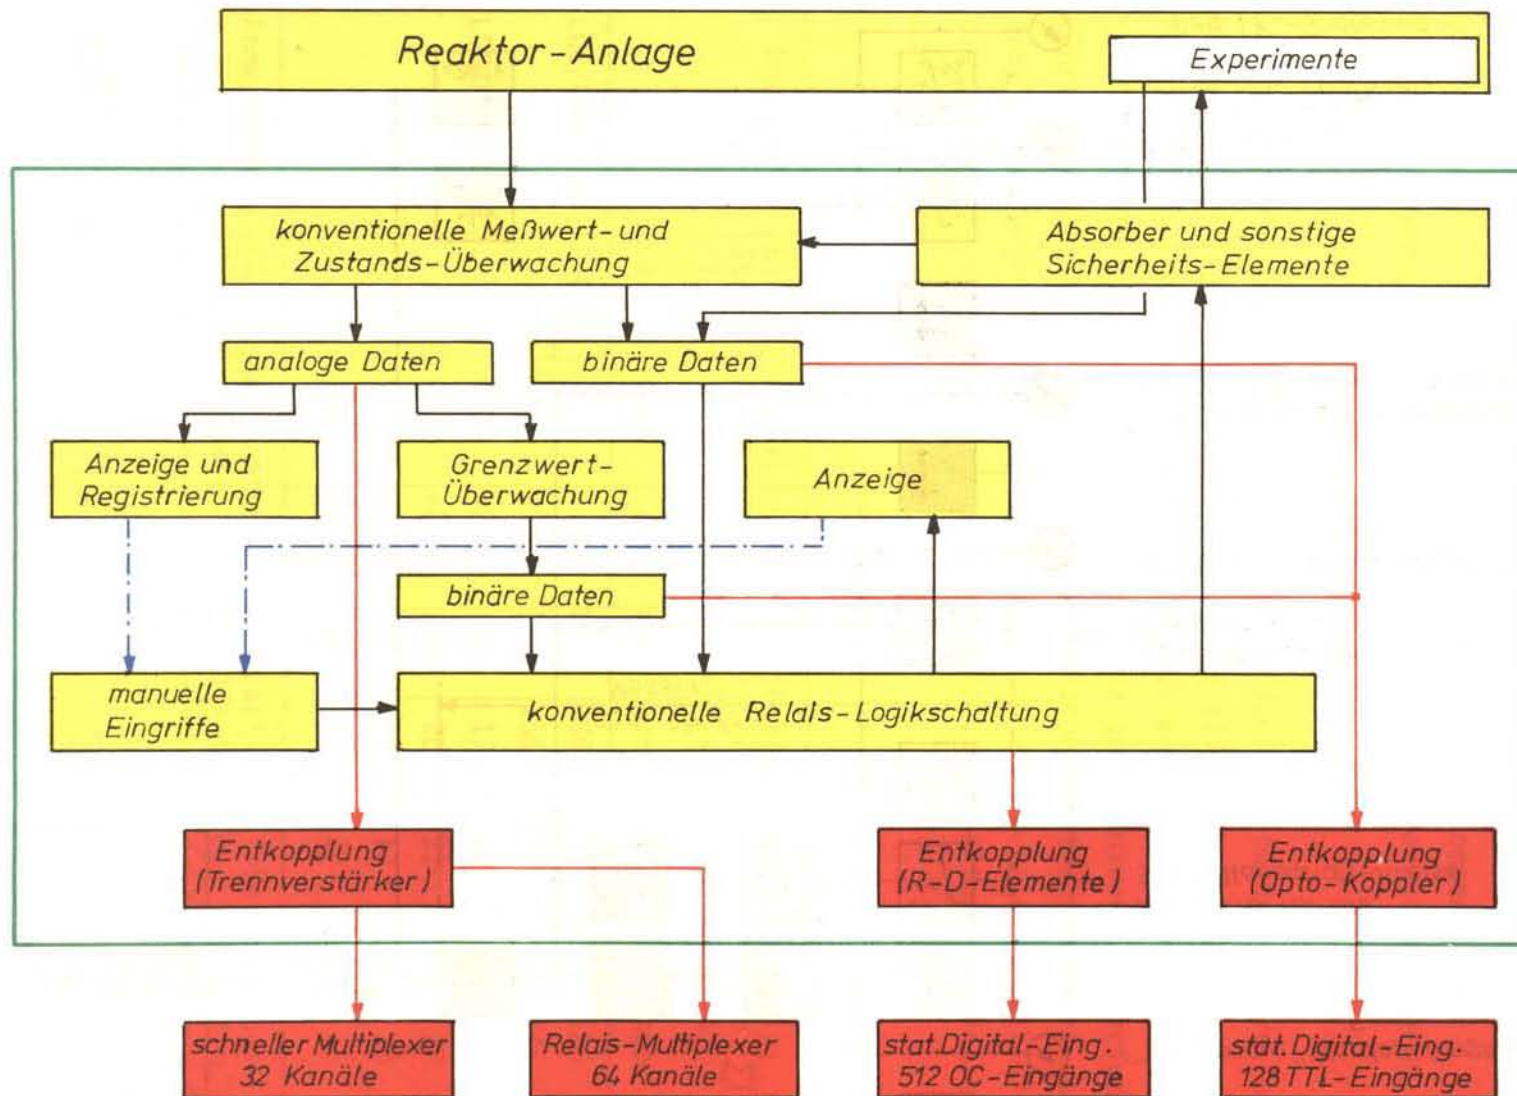 Reaktor-Anlage
Experimente
konventionelle Meßwert- und
Zustands-Überwachung
Absorber und sonstige
Sicherheits-Elemente
analoge Daten
binäre Daten
Anzeige und
Registrierung
Grenzwert-
Überwachung
Anzeige
binäre Daten
manuelle
Eingriffe
konventionelle Relais-Logikschaltung
Entkopplung
(Trennverstärker)
Entkopplung
(R-D-Elemente)
Entkopplung
(Opto-Koppler)
schneller Multiplexer
32 Kanäle
Relais-Multiplexer
64 Kanäle
stat.Digital-Eing.
512 OC-Eingänge
stat.Digital-Eing.
128 TTL-Eingänge